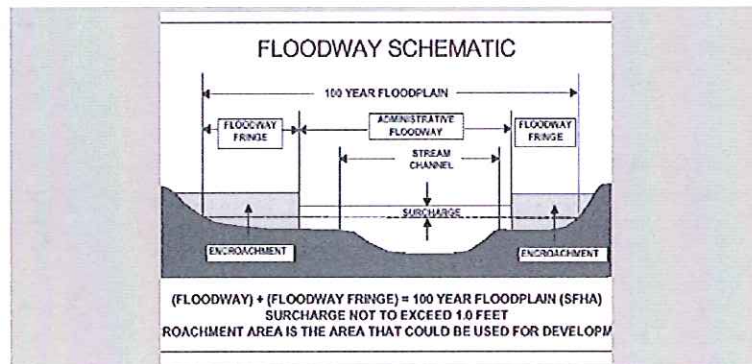 FLOODWAY SCHEMATIC
100 YEAR FLOODPLAIN
FLOODWAY FRINGE
ADMINISTRATIVE FLOODWAY
FLOODWAY FRINGE
STREAM CHANNEL
SURCHARGE
ENCROACHMENT
ENCROACHMENT
(FLOODWAY) + (FLOODWAY FRINGE) = 100 YEAR FLOODPLAIN (SFHA)
SURCHARGE NOT TO EXCEED 1.0 FEET
ROACHMENT AREA IS THE AREA THAT COULD BE USED FOR DEVELOPM